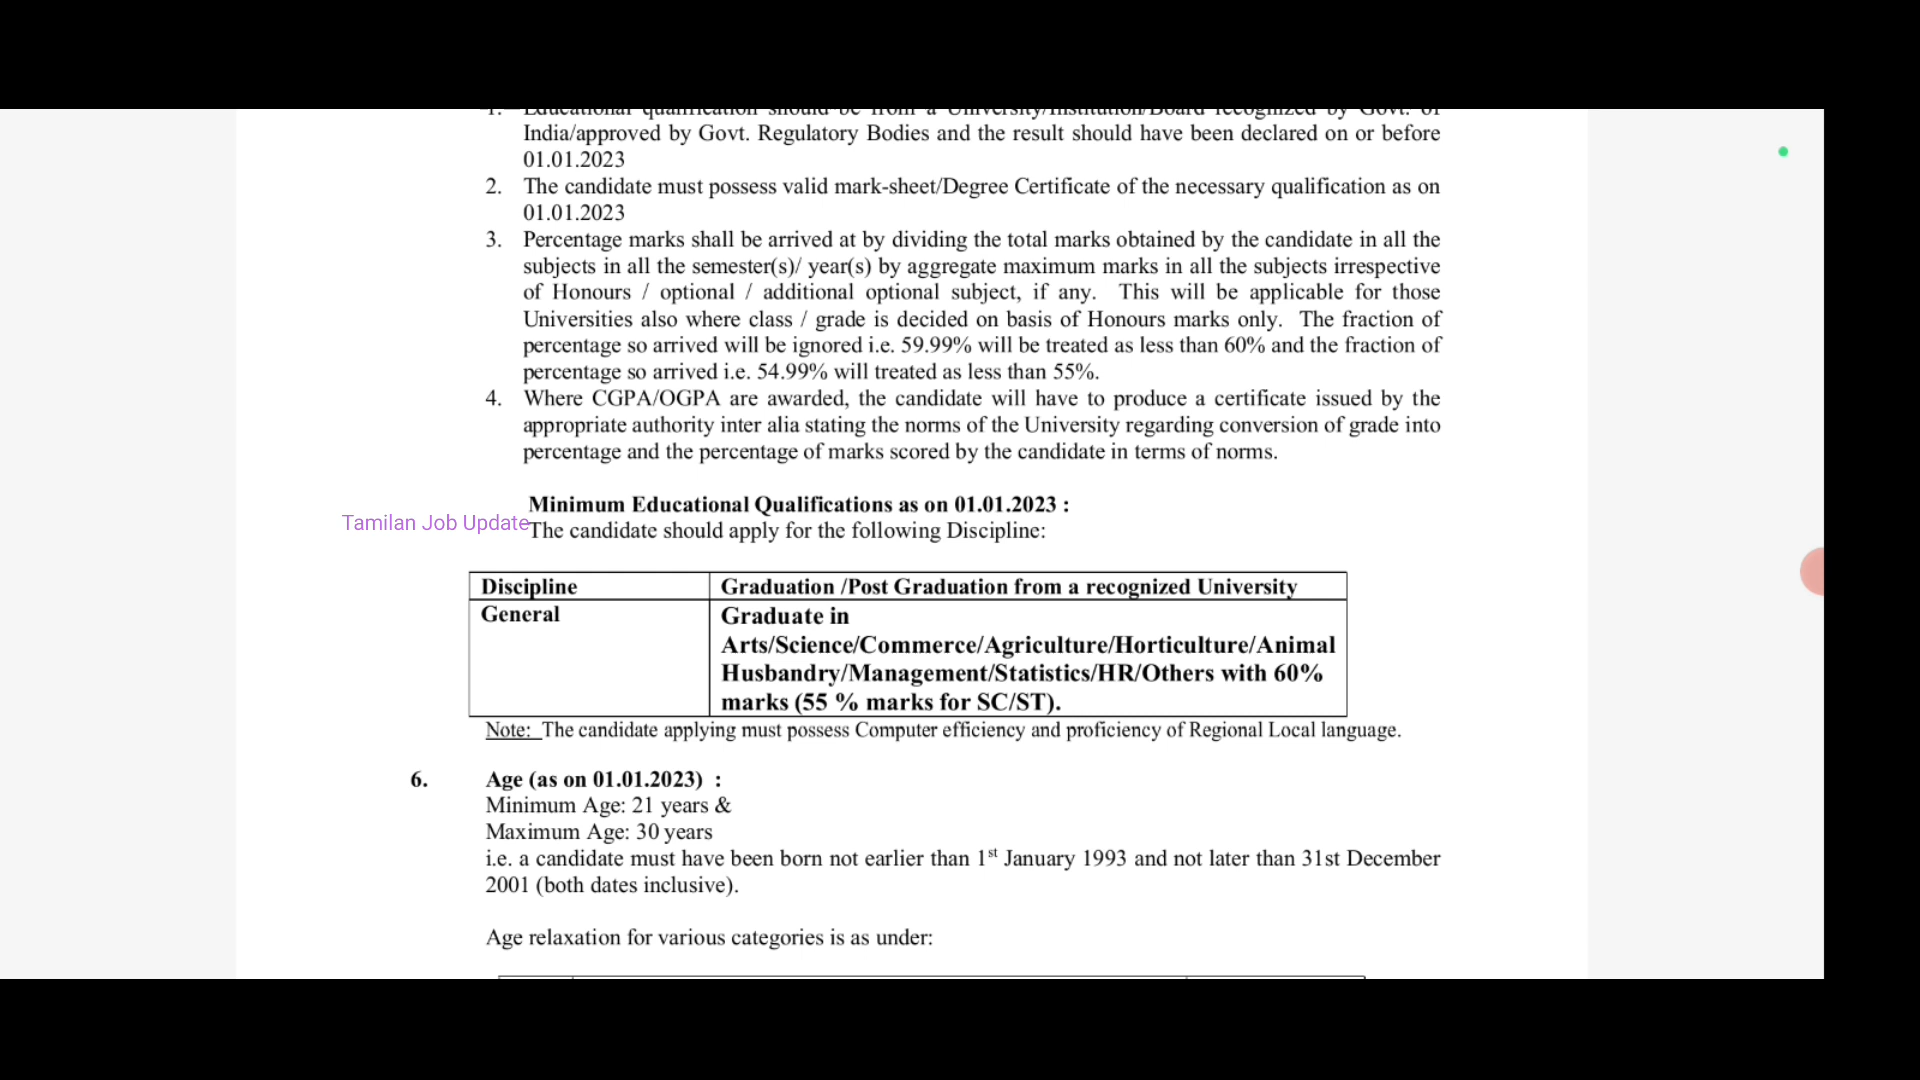 1. Educational qualification should be from a University/Institution/Board recognized by Govt. of
India/approved by Govt. Regulatory Bodies and the result should have been declared on or before
01.01.2023
2. The candidate must possess valid mark-sheet/Degree Certificate of the necessary qualification as on
01.01.2023
3. Percentage marks shall be arrived at by dividing the total marks obtained by the candidate in all the
subjects in all the semester(s)/ year(s) by aggregate maximum marks in all the subjects irrespective
of Honours / optional / additional optional subject, if any. This will be applicable for those
Universities also where class / grade is decided on basis of Honours marks only. The fraction of
percentage so arrived will be ignored i.e. 59.99% will be treated as less than 60% and the fraction of
percentage so arrived i.e. 54.99% will treated as less than 55%.
4. Where CGPA/OGPA are awarded, the candidate will have to produce a certificate issued by the
appropriate authority inter alia stating the norms of the University regarding conversion of grade into
percentage and the percentage of marks scored by the candidate in terms of norms.
Minimum Educational Qualifications as on 01.01.2023 :
Tamilan Job Update
The candidate should apply for the following Discipline:
Discipline Graduation /Post Graduation from a recognized University
General Graduate in
Arts/Science/Commerce/Agriculture/Horticulture/Animal
Husbandry/Management/Statistics/HR/Others with 60%
marks (55 % marks for SC/ST).
Note: The candidate applying must possess Computer efficiency and proficiency of Regional Local language.
6. Age (as on 01.01.2023) :
Minimum Age: 21 years &
Maximum Age: 30 years
i.e. a candidate must have been born not earlier than 1st January 1993 and not later than 31st December
2001 (both dates inclusive).
Age relaxation for various categories is as under: